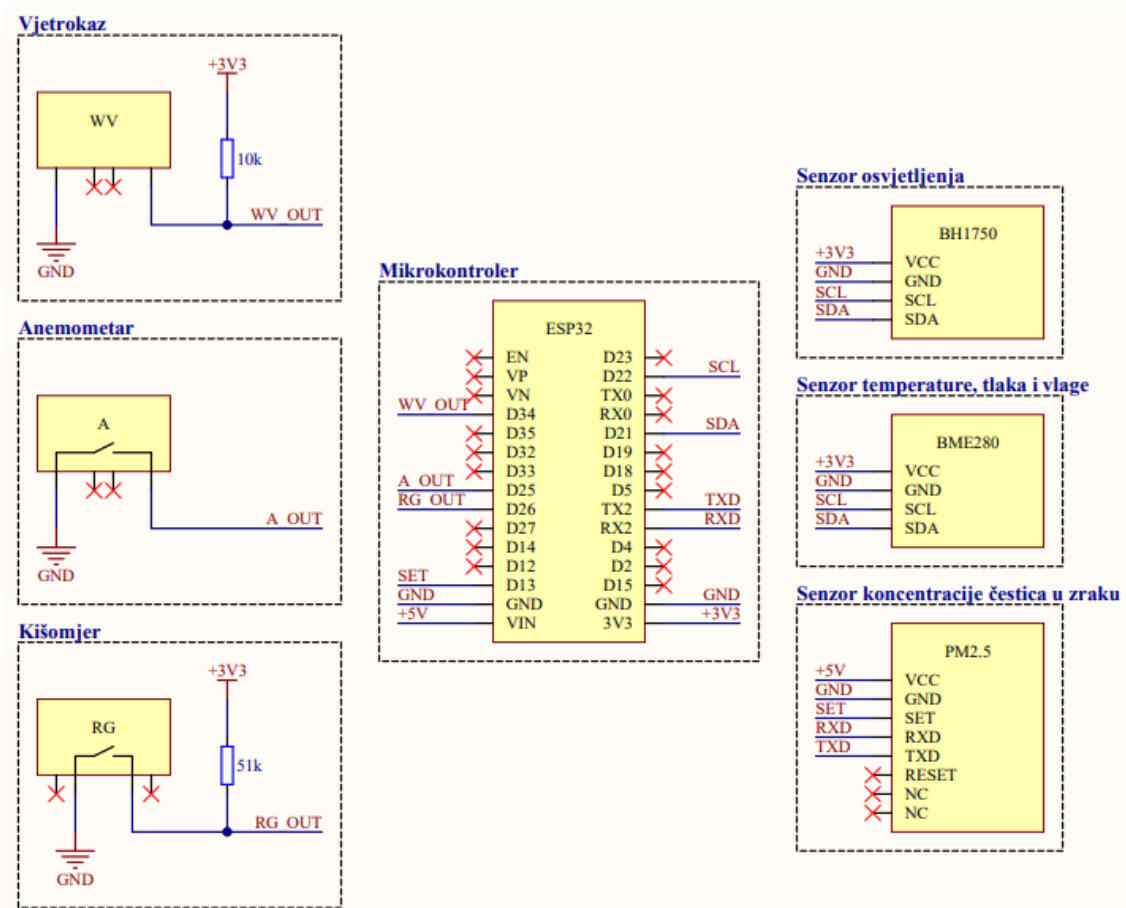 Vjetrokaz
+3V3
WV
10k
WV_OUT
GND
Anemometar
A
A_OUT
GND
Kišomjer
+3V3
RG
51k
RG_OUT
GND
Mikrokontroler
ESP32
EN
VP
VN
WV_OUT
D34
D35
D32
D33
A_OUT
D25
RG_OUT
D26
D27
D14
D12
SET
D13
GND
GND
+5V
VIN
D23
D22
SCL
TX0
RX0
D21
SDA
D19
D18
D5
TX2
TXD
RX2
RXD
D4
D2
D15
GND
GND
3V3
+3V3
Senzor osvjetljenja
BH1750
+3V3
VCC
GND
GND
SCL
SCL
SDA
SDA
Senzor temperature, tlaka i vlage
BME280
+3V3
VCC
GND
GND
SCL
SCL
SDA
SDA
Senzor koncentracije čestica u zraku
PM2.5
+5V
VCC
GND
GND
SET
SET
RXD
RXD
TXD
TXD
RESET
NC
NC